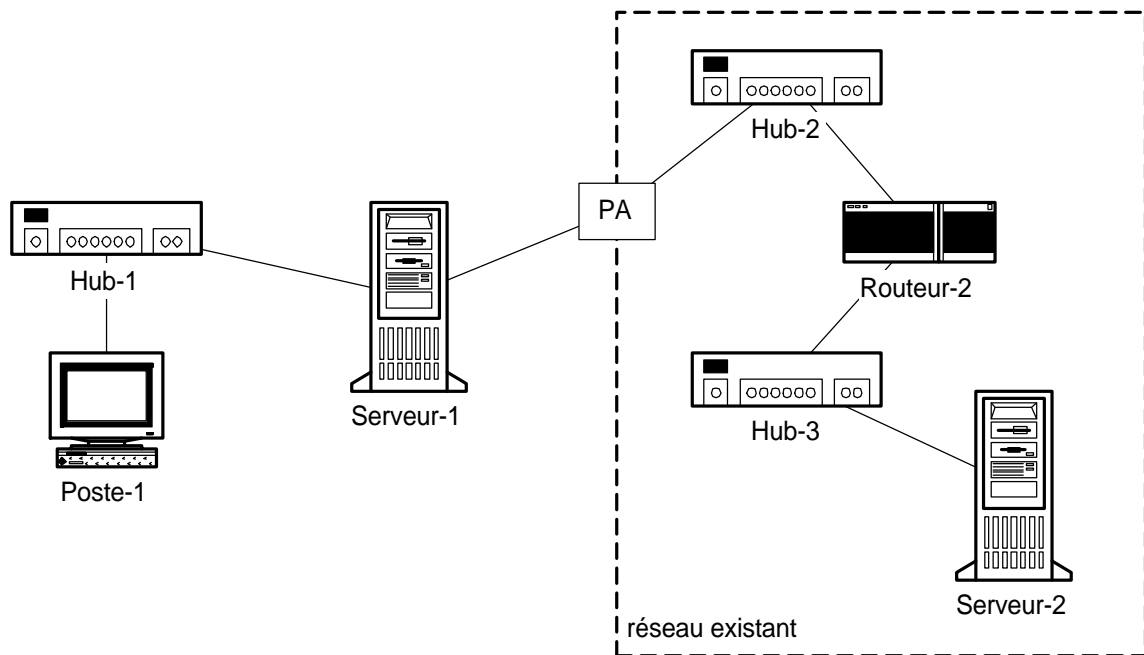 Hub-2
PA
Hub-1
Routeur-2
Serveur-1
Hub-3
Poste-1
Serveur-2
réseau existant